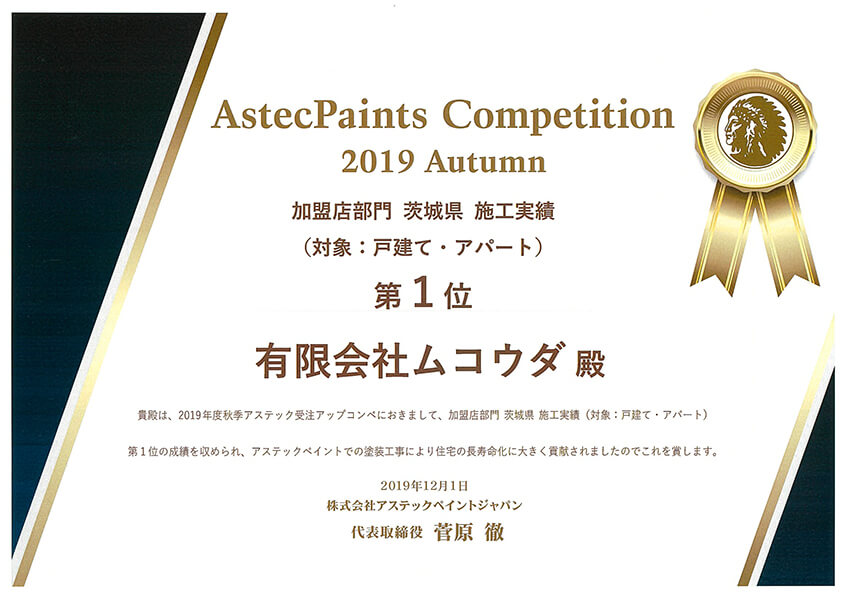 AstecPaints Competition
2019 Autumn
加盟店部門 茨城県 施工実績
（対象：戸建て・アパート）
第1位
有限会社ムコウダ 殿
貴殿は、2019年度秋季アステック受注アップコンペにおきまして、加盟店部門 茨城県 施工実績（対象：戸建て・アパート）
第1位の成績を収められ、アステックペイントでの塗装工事により住宅の長寿命化に大きく貢献されましたのでこれを賞します。
2019年12月1日
株式会社アステックペイントジャパン
代表取締役 菅原 徹